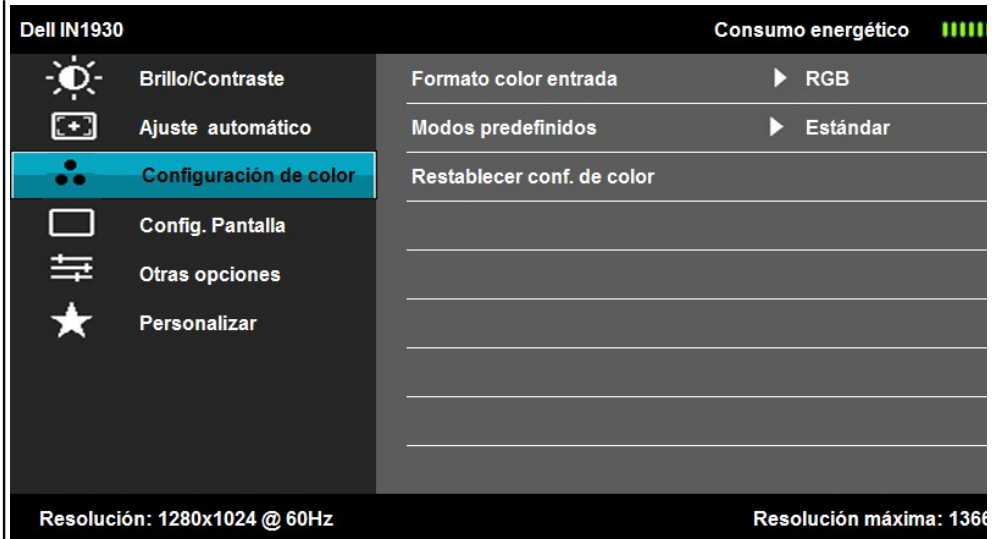 Dell IN1930 Consumo energético
Brillo/Contraste Formato color entrada RGB
Ajuste automático Modos predefinidos Estándar
Configuración de color Restablecer conf. de color
Config. Pantalla
Otras opciones
Personalizar
Resolución: 1280x1024 @ 60Hz Resolución máxima: 1366